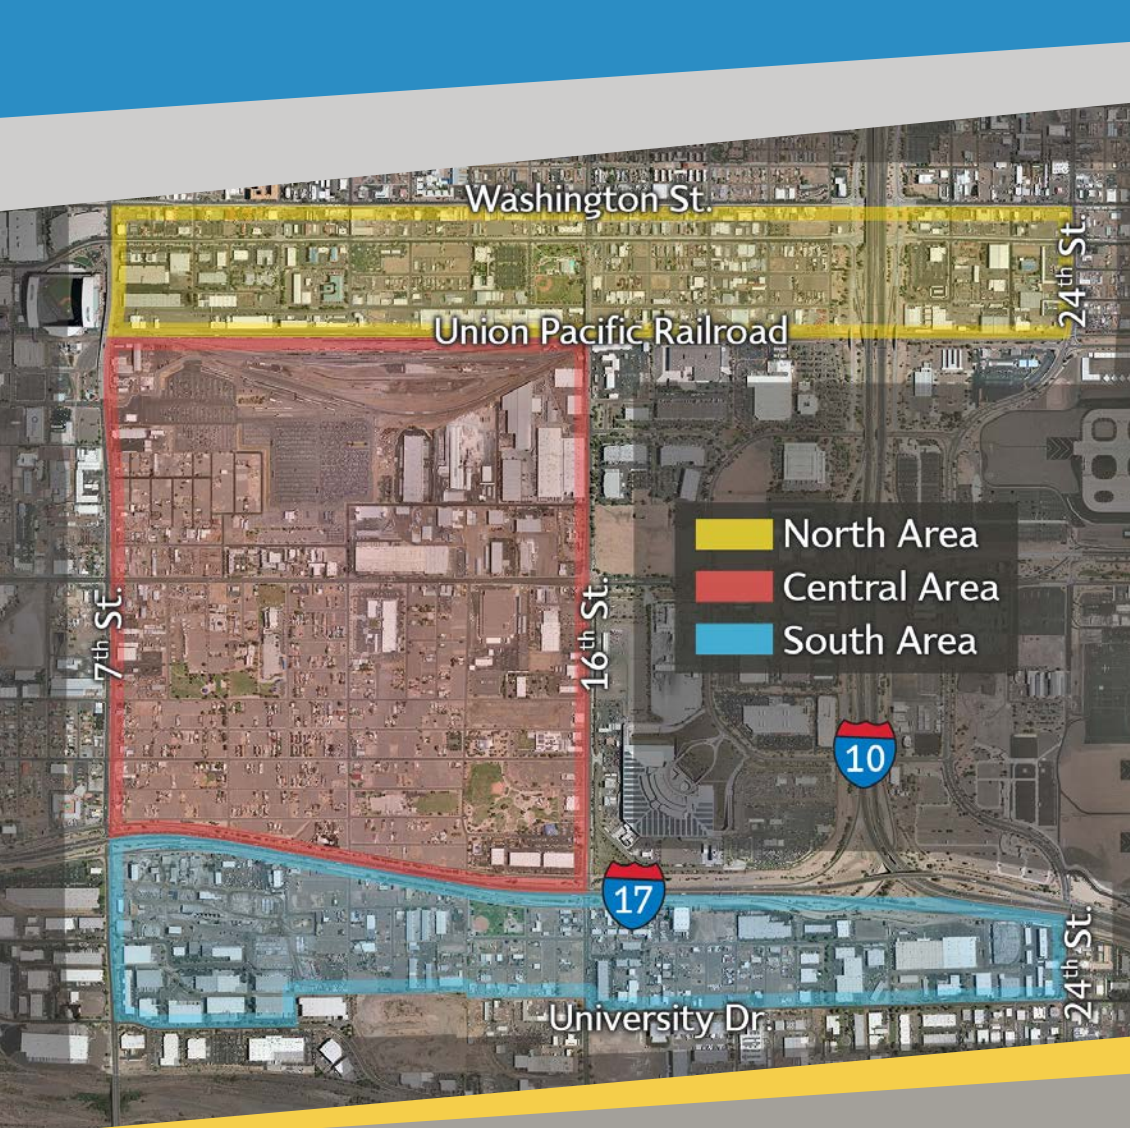 Washington St.
24th St.
Union Pacific Railroad
North Area
Central Area
South Area
7th St.
16th St.
10
17
24th St.
University Dr.